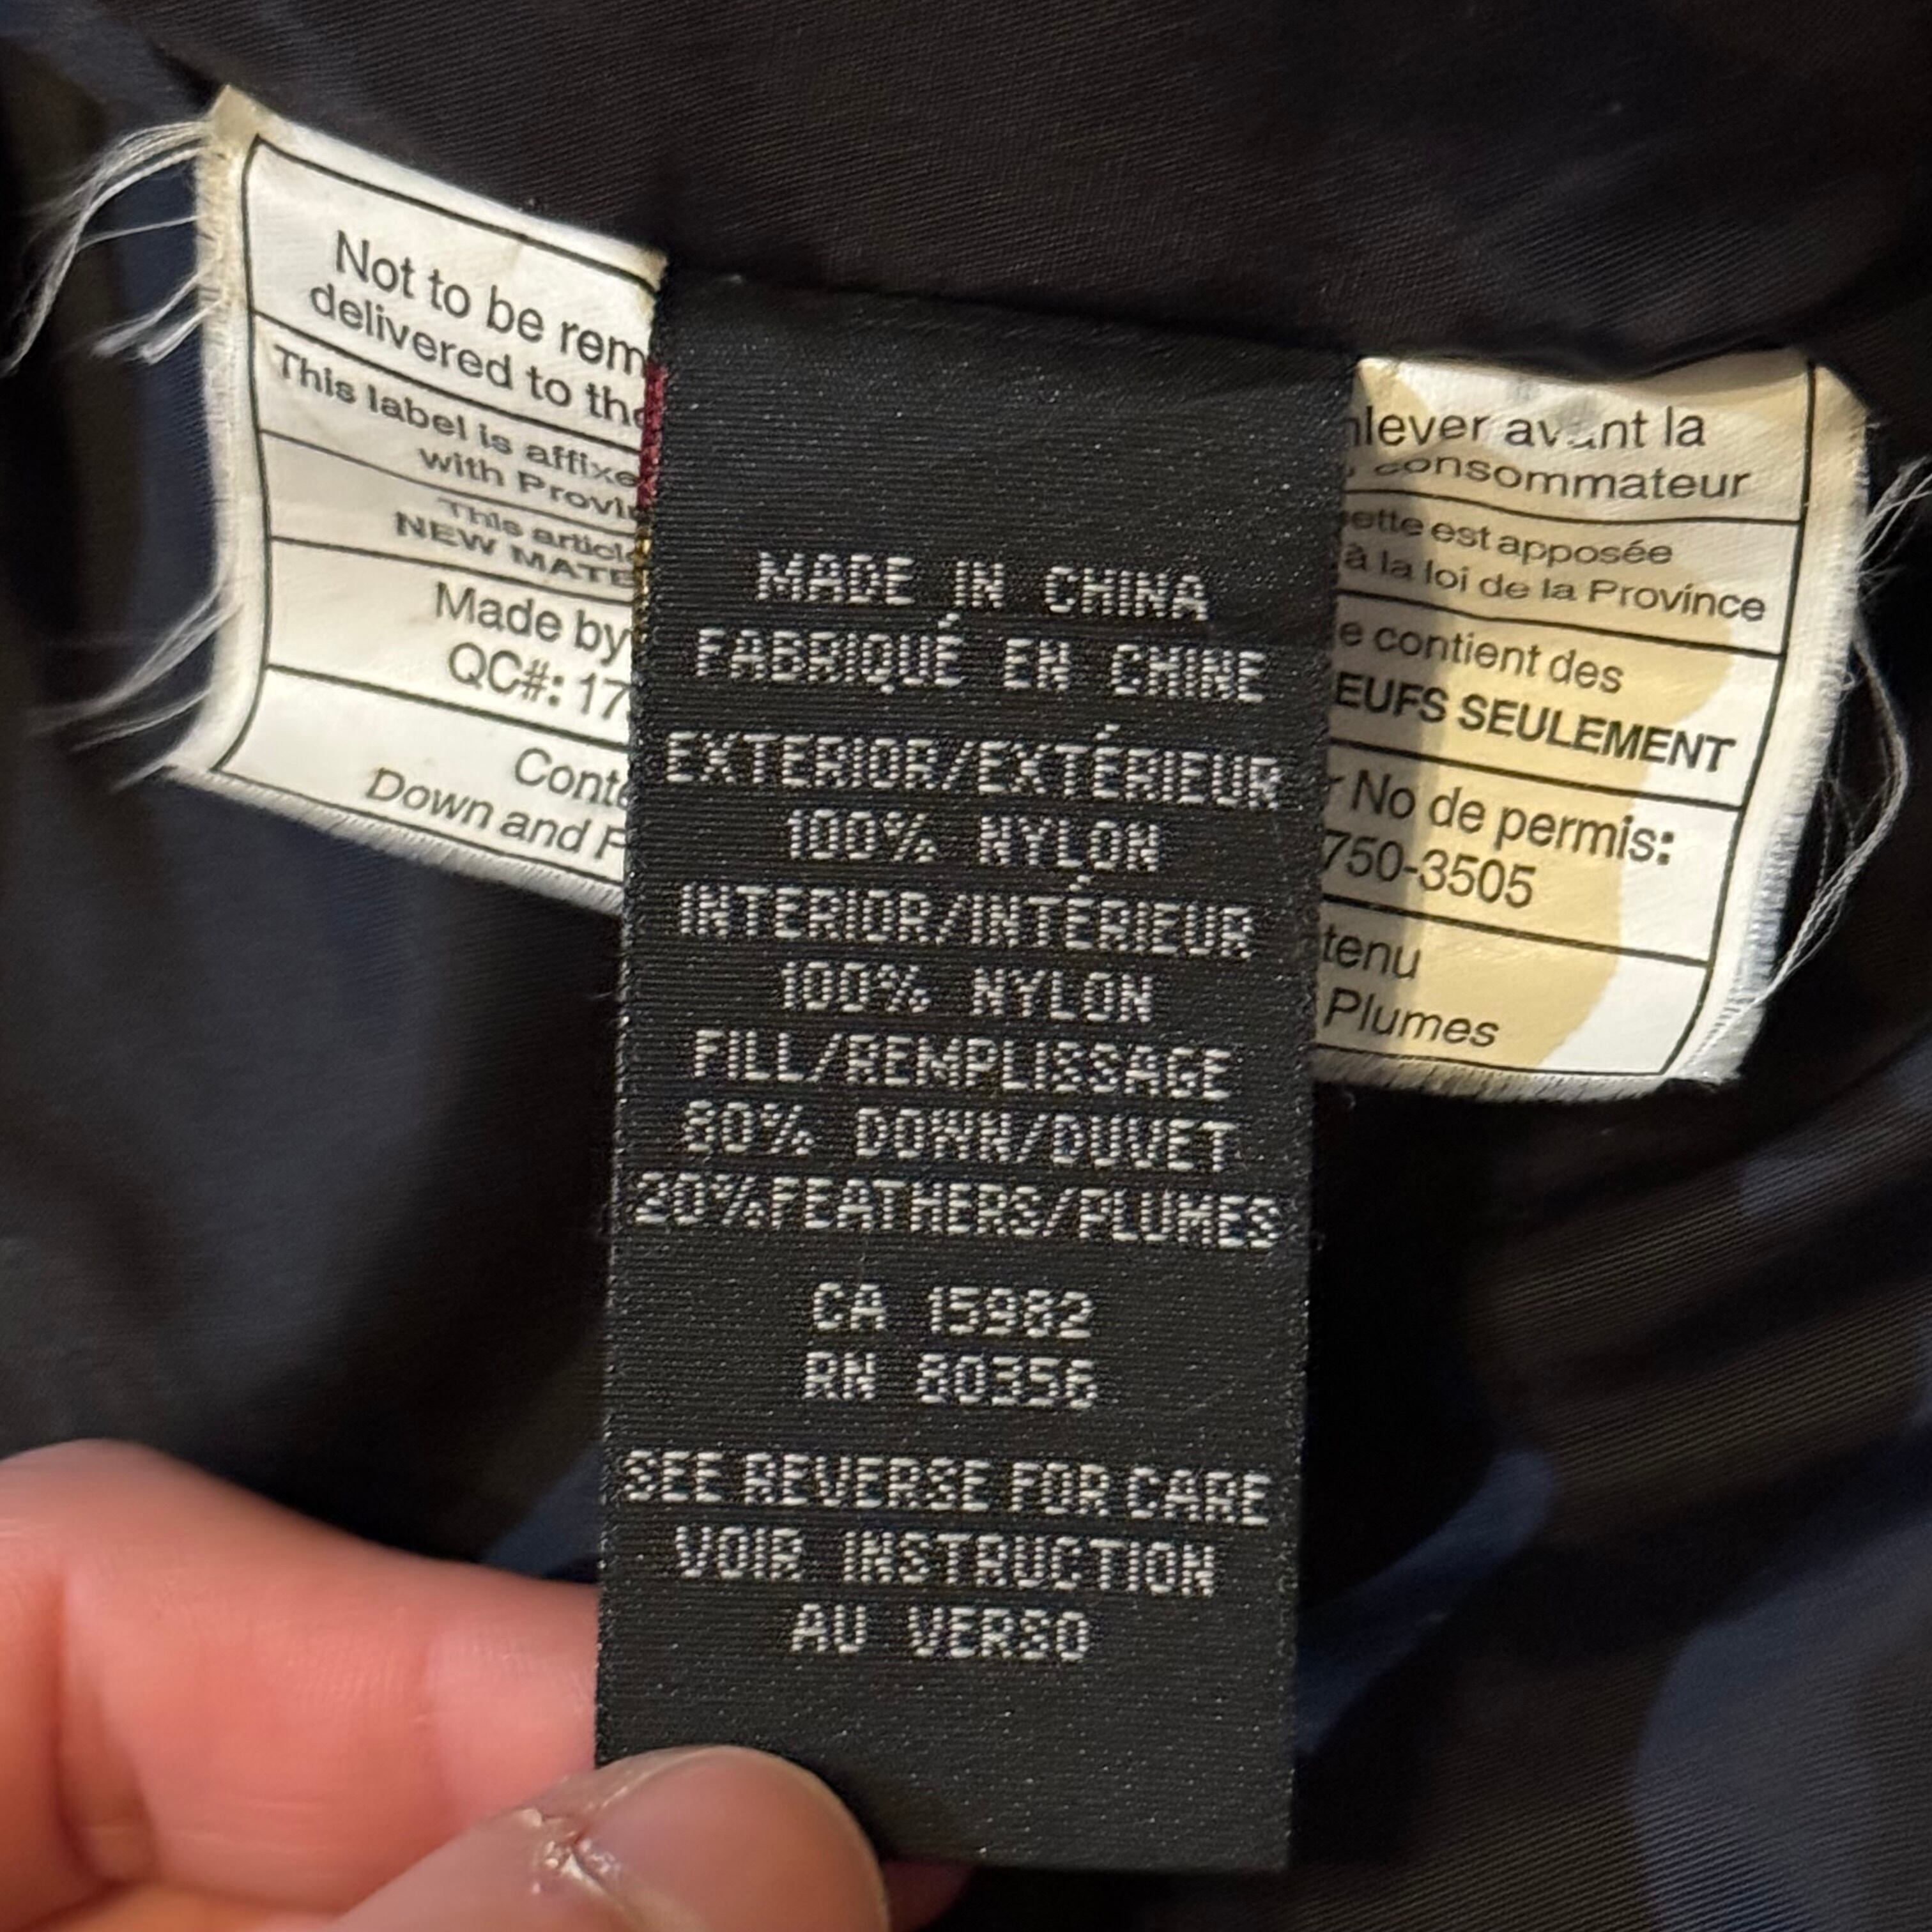 Not to be rem
delivered to the
This label is affixe
with Provin
This article
NEW MATE
Made by
QC#: 17
Conte
Down and F
MADE IN CHINA
FABRIQUÉ EN CHINE
EXTERIOR/EXTÉRIEUR
100% NYLON
INTERIOR/INTÉRIEUR
100% NYLON
FILL/REMPLISSAGE
80% DOWN/DUVET
20%FEATHERS/PLUMES
CA 15982
RN 80356
SEE REVERSE FOR CARE
VOIR INSTRUCTION
AU VERSO
nlever avant la
consommateur
ette est apposée
à la loi de la Province
e contient des
EUFS SEULEMENT
No de permis:
750-3505
tenu
Plumes